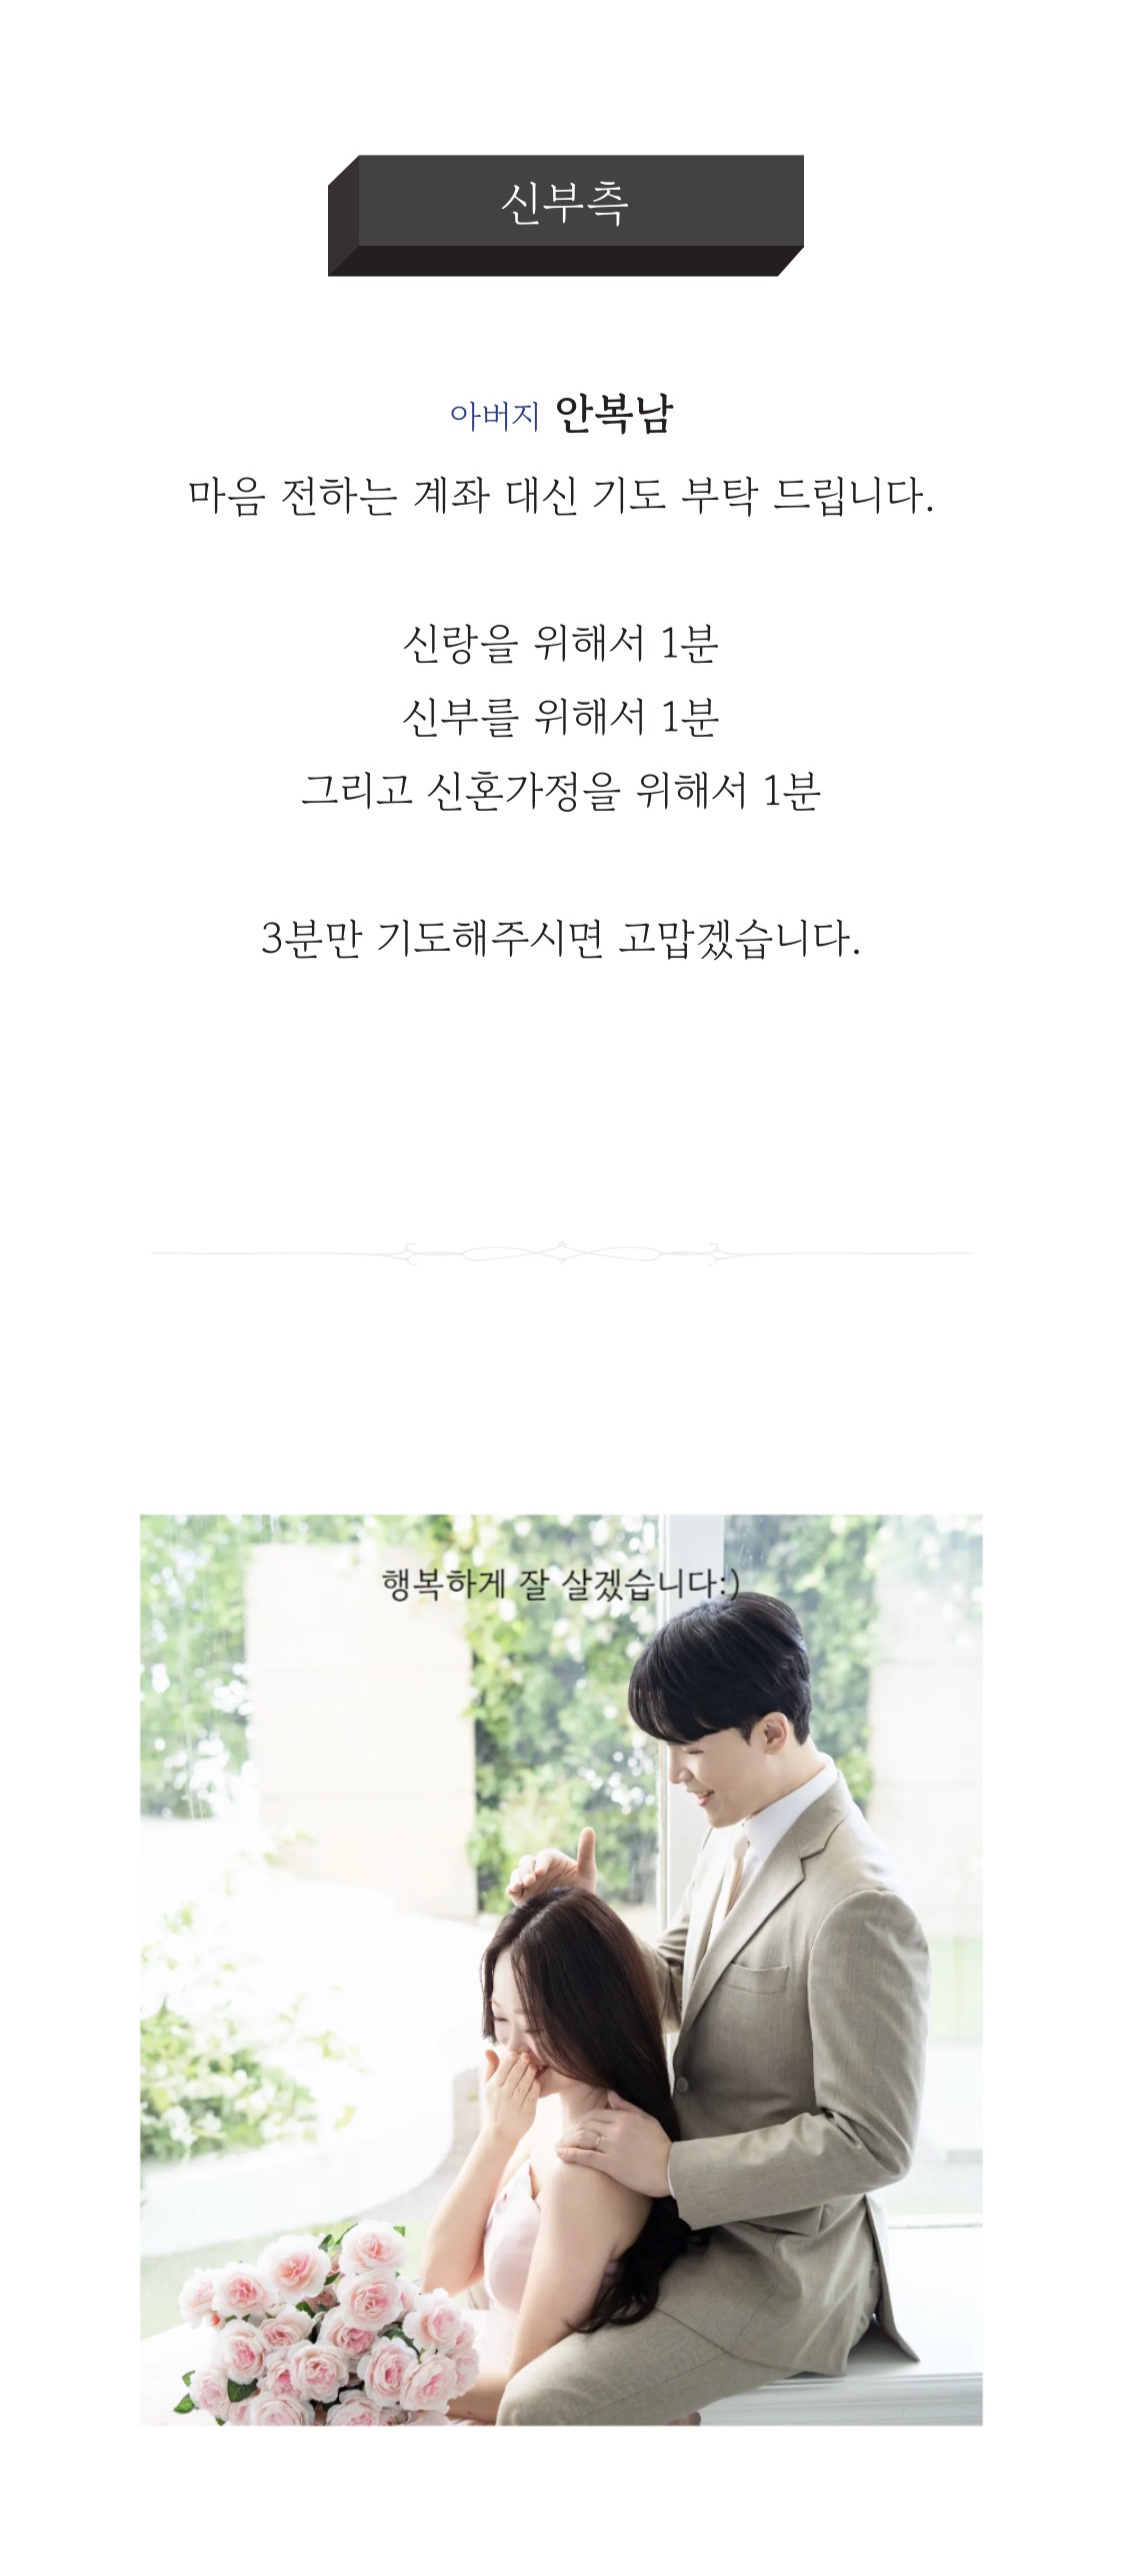 신부측
아버지 안복남
마음 전하는 계좌 대신 기도 부탁 드립니다.
신랑을 위해서 1분
신부를 위해서 1분
그리고 신혼가정을 위해서 1분
3분만 기도해주시면 고맙겠습니다.
행복하게 잘 살겠습니다:)